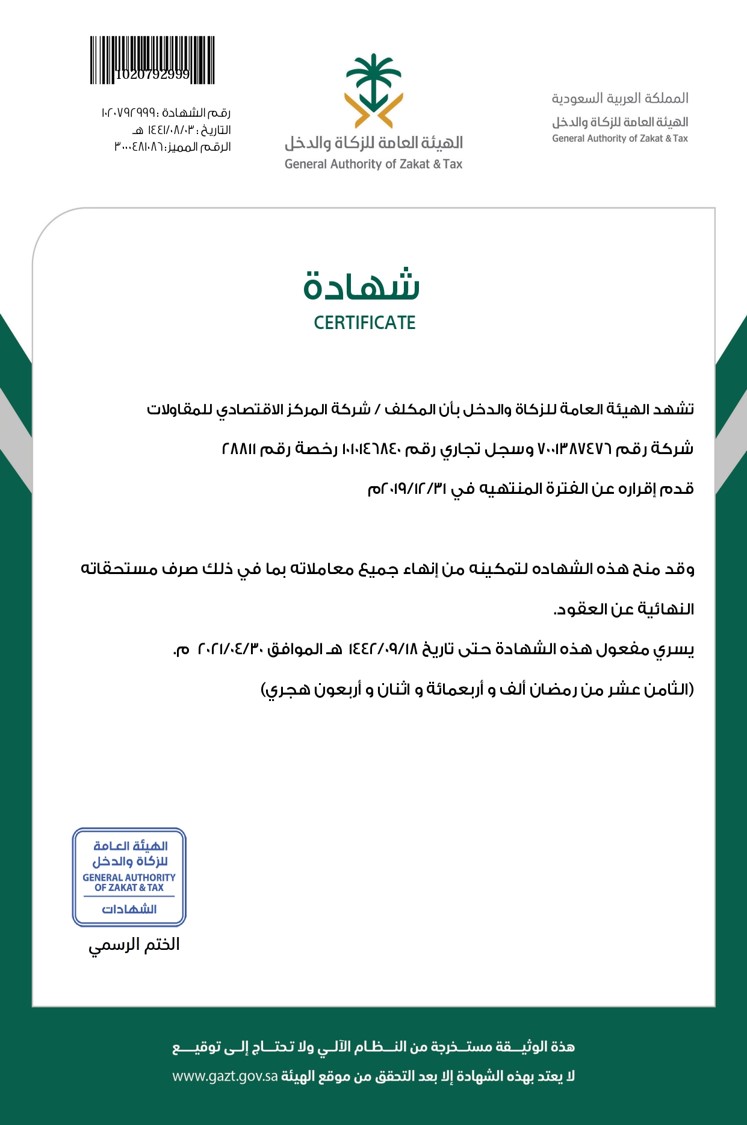 المملكة العربية السعودية
الهيئة العامة للزكاة والدخل
General Authority of Zakat & Tax
الهيئة العامة للزكاة والدخل
General Authority of Zakat & Tax
1020792999
رقم الشهادة : ١٠٢٠٧٩٢٩٩٩
التاريخ : ١٤٤١/٠٨/٠٣ هـ
الرقم المميز: ٣٠٠٠٤٨١٠٨٦
شهادة
CERTIFICATE
تشهد الهيئة العامة للزكاة والدخل بأن المكلف / شركة المركز الاقتصادي للمقاولات
شركة رقم ٧٠٠١٣٨٧٤٧٦ وسجل تجاري رقم ١٠١٠١٤٦٨٤٠ رخصة رقم ٢٨٨١١
قدم إقراره عن الفترة المنتهيه في ٢٠١٩/١٢/٣١م
وقد منح هذه الشهاده لتمكينه من إنهاء جميع معاملاته بما في ذلك صرف مستحقاته
النهائية عن العقود.
يسري مفعول هذه الشهادة حتى تاريخ ١٤٤٢/٠٩/١٨ هـ الموافق ٢٠٢١/٠٤/٣٠ م.
(الثامن عشر من رمضان ألف و أربعمائة و اثنان و أربعون هجري)
الهيئة العامة
للزكاة والدخل
GENERAL AUTHORITY
OF ZAKAT & TAX
الشهادات
الختم الرسمي
هذة الوثيـــقة مستــخرجة من النــظـام الآلـــي ولا تـحتــــاج إلــى توقيـــــع
لا يعتد بهذه الشهادة إلا بعد التحقق من موقع الهيئة www.gazt.gov.sa